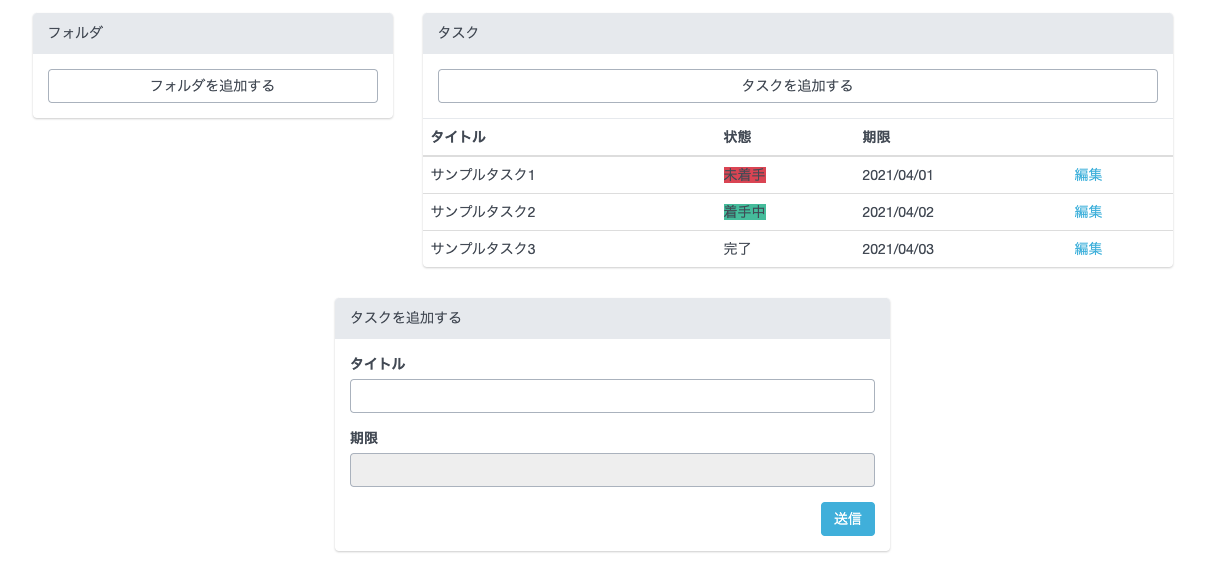 フォルダ
フォルダを追加する
タスク
タスクを追加する
タイトル 状態 期限
サンプルタスク1 未着手 2021/04/01 編集
サンプルタスク2 着手中 2021/04/02 編集
サンプルタスク3 完了 2021/04/03 編集
タスクを追加する
タイトル
期限
送信